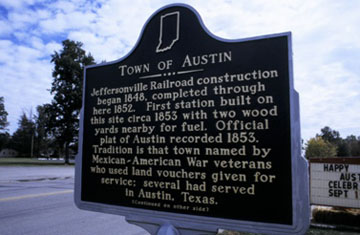 Town of Austin
Jeffersonville Railroad construction
began 1848, completed through
here 1852. First station built on
this site circa 1853 with two wood
yards nearby for fuel. Official
plat of Austin recorded 1853.
Tradition is that town named by
Mexican-American War veterans
who used land vouchers given for
service; several had served
in Austin, Texas.
(Continued on other side)
HAPPY
AUST
CELEBR
SEPT 1